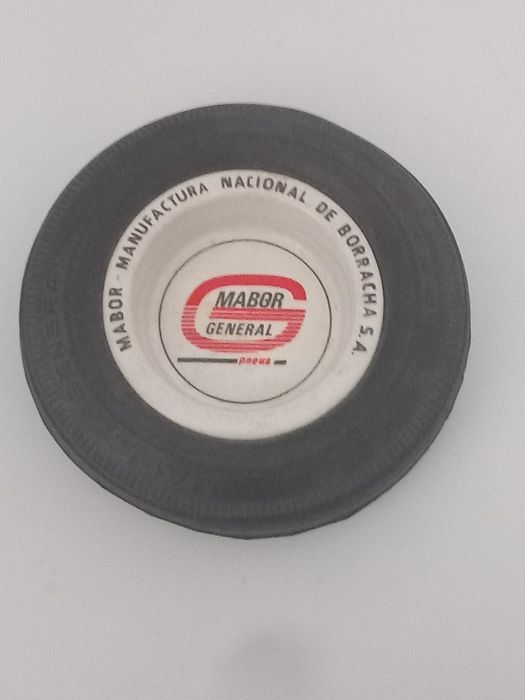 MABOR - MANUFACTURA NACIONAL DE BORRACHA S.A.
MABOR
GENERAL
pneus